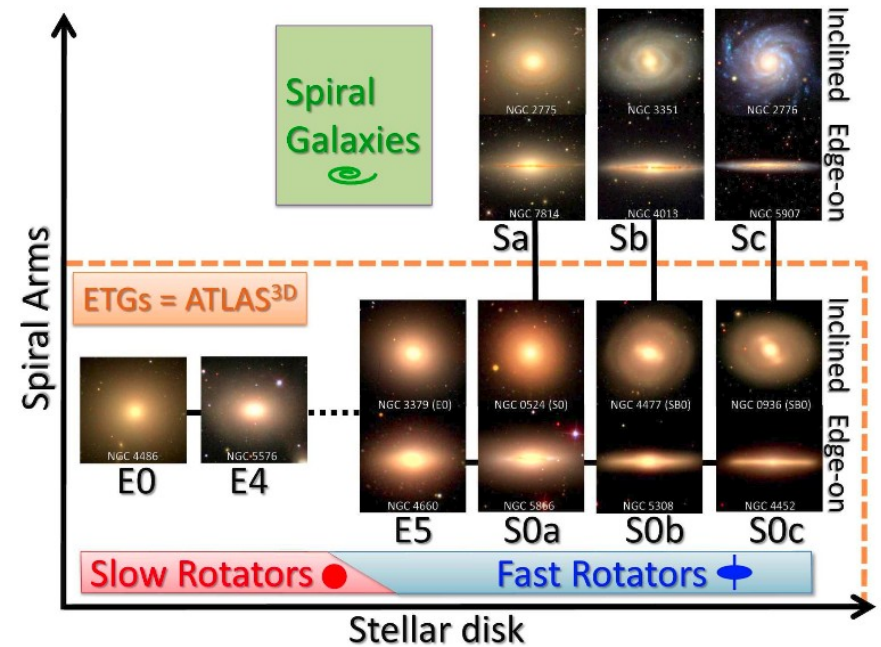 Spiral
Galaxies
NGC 2775
NGC 3351
NGC 2776
Inclined
NGC 7814
NGC 4013
NGC 5907
Edge-on
Sa
Sb
Sc
ETGs = ATLAS3D
Spiral Arms
NGC 3379 (E0)
NGC 0524 (S0)
NGC 4477 (SB0)
NGC 0936 (SB0)
Inclined
NGC 4486
NGC 5576
E0
E4
NGC 4660
NGC 5866
NGC 5308
NGC 4452
Edge-on
E5
S0a
S0b
S0c
Slow Rotators
Fast Rotators
Stellar disk